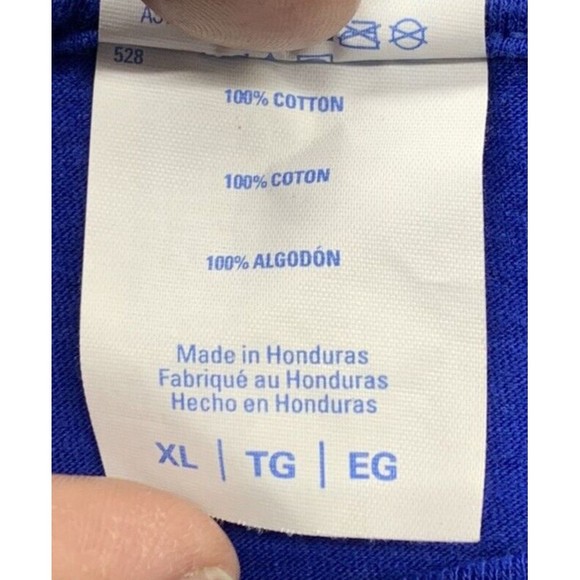 528
100% COTTON
100% COTON
100% ALGODÓN
Made in Honduras
Fabriqué au Honduras
Hecho en Honduras
XL | TG | EG